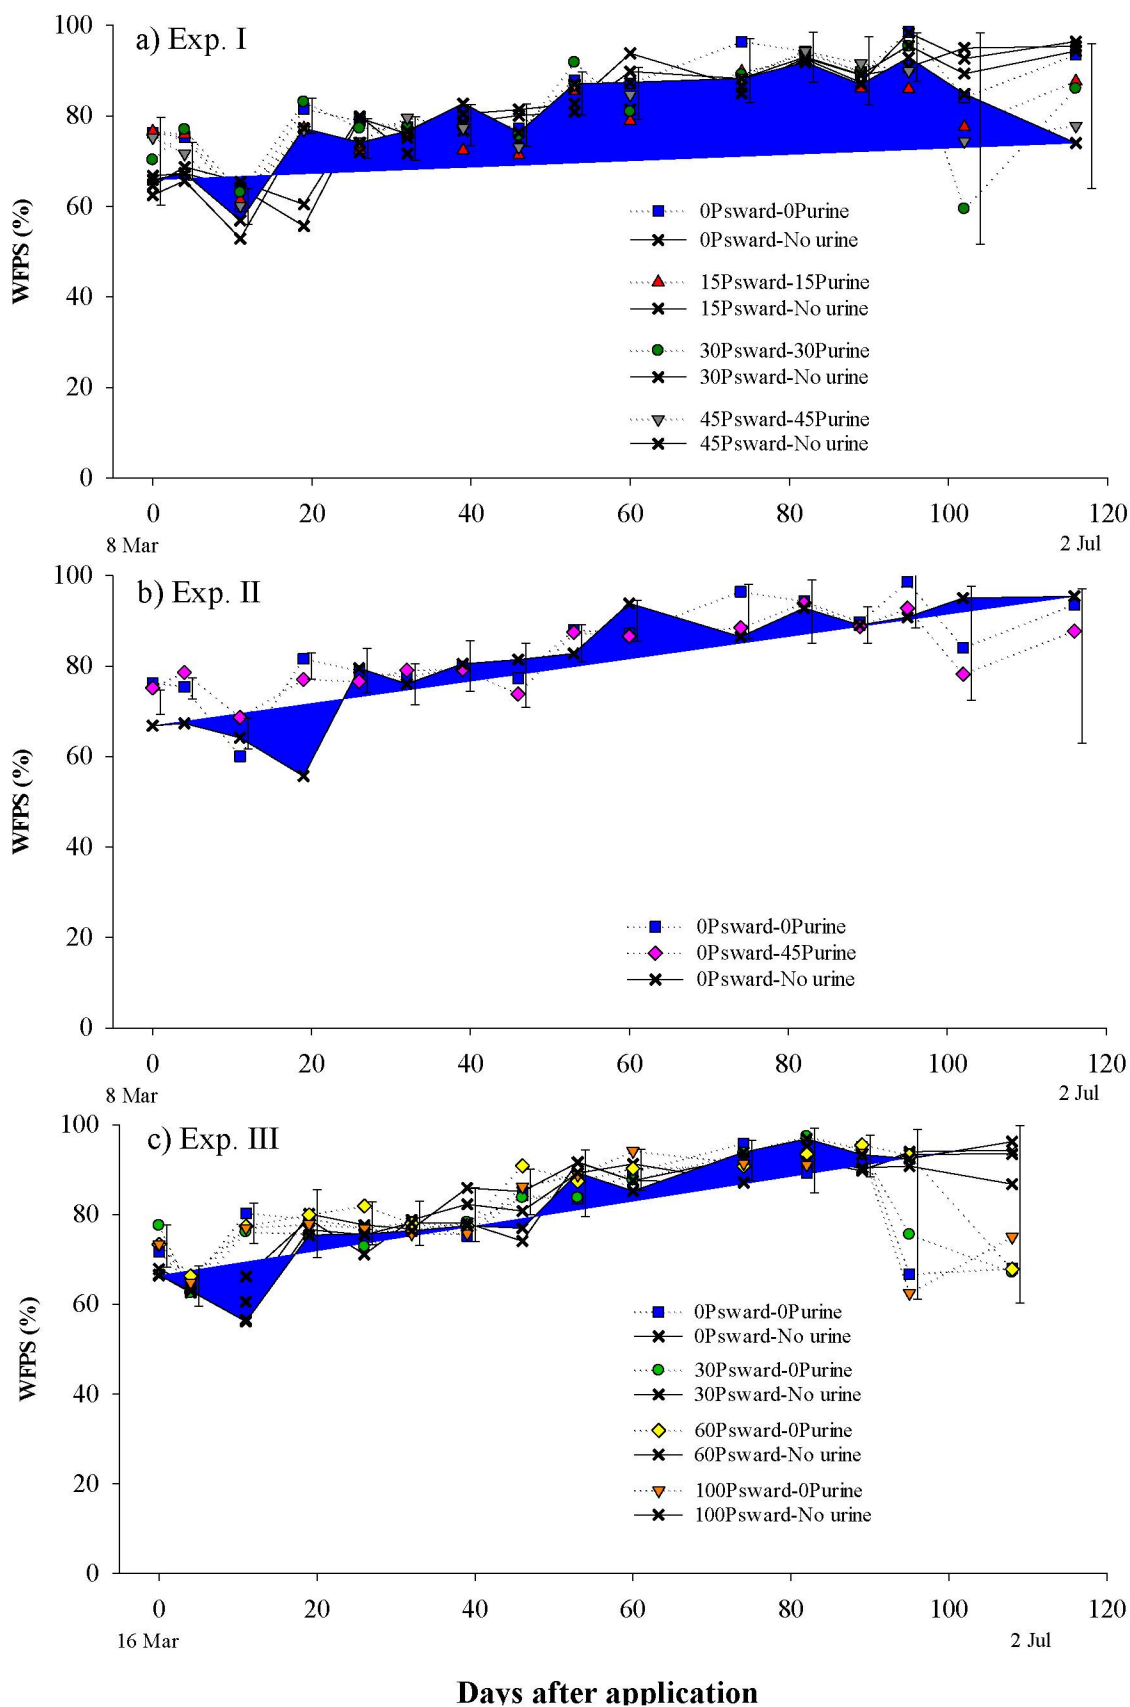 a) Exp. I
100
80
60
40
20
0
WFPS (%)
0Psward-0Purine
0Psward-No urine
15Psward-15Purine
15Psward-No urine
30Psward-30Purine
30Psward-No urine
45Psward-45Purine
45Psward-No urine
0 20 40 60 80 100 120
8 Mar 2 Jul
b) Exp. II
100
80
60
40
20
0
WFPS (%)
0Psward-0Purine
0Psward-45Purine
0Psward-No urine
0 20 40 60 80 100 120
8 Mar 2 Jul
c) Exp. III
100
80
60
40
20
0
WFPS (%)
0Psward-0Purine
0Psward-No urine
30Psward-0Purine
30Psward-No urine
60Psward-0Purine
60Psward-No urine
100Psward-0Purine
100Psward-No urine
0 20 40 60 80 100 120
16 Mar 2 Jul
Days after application